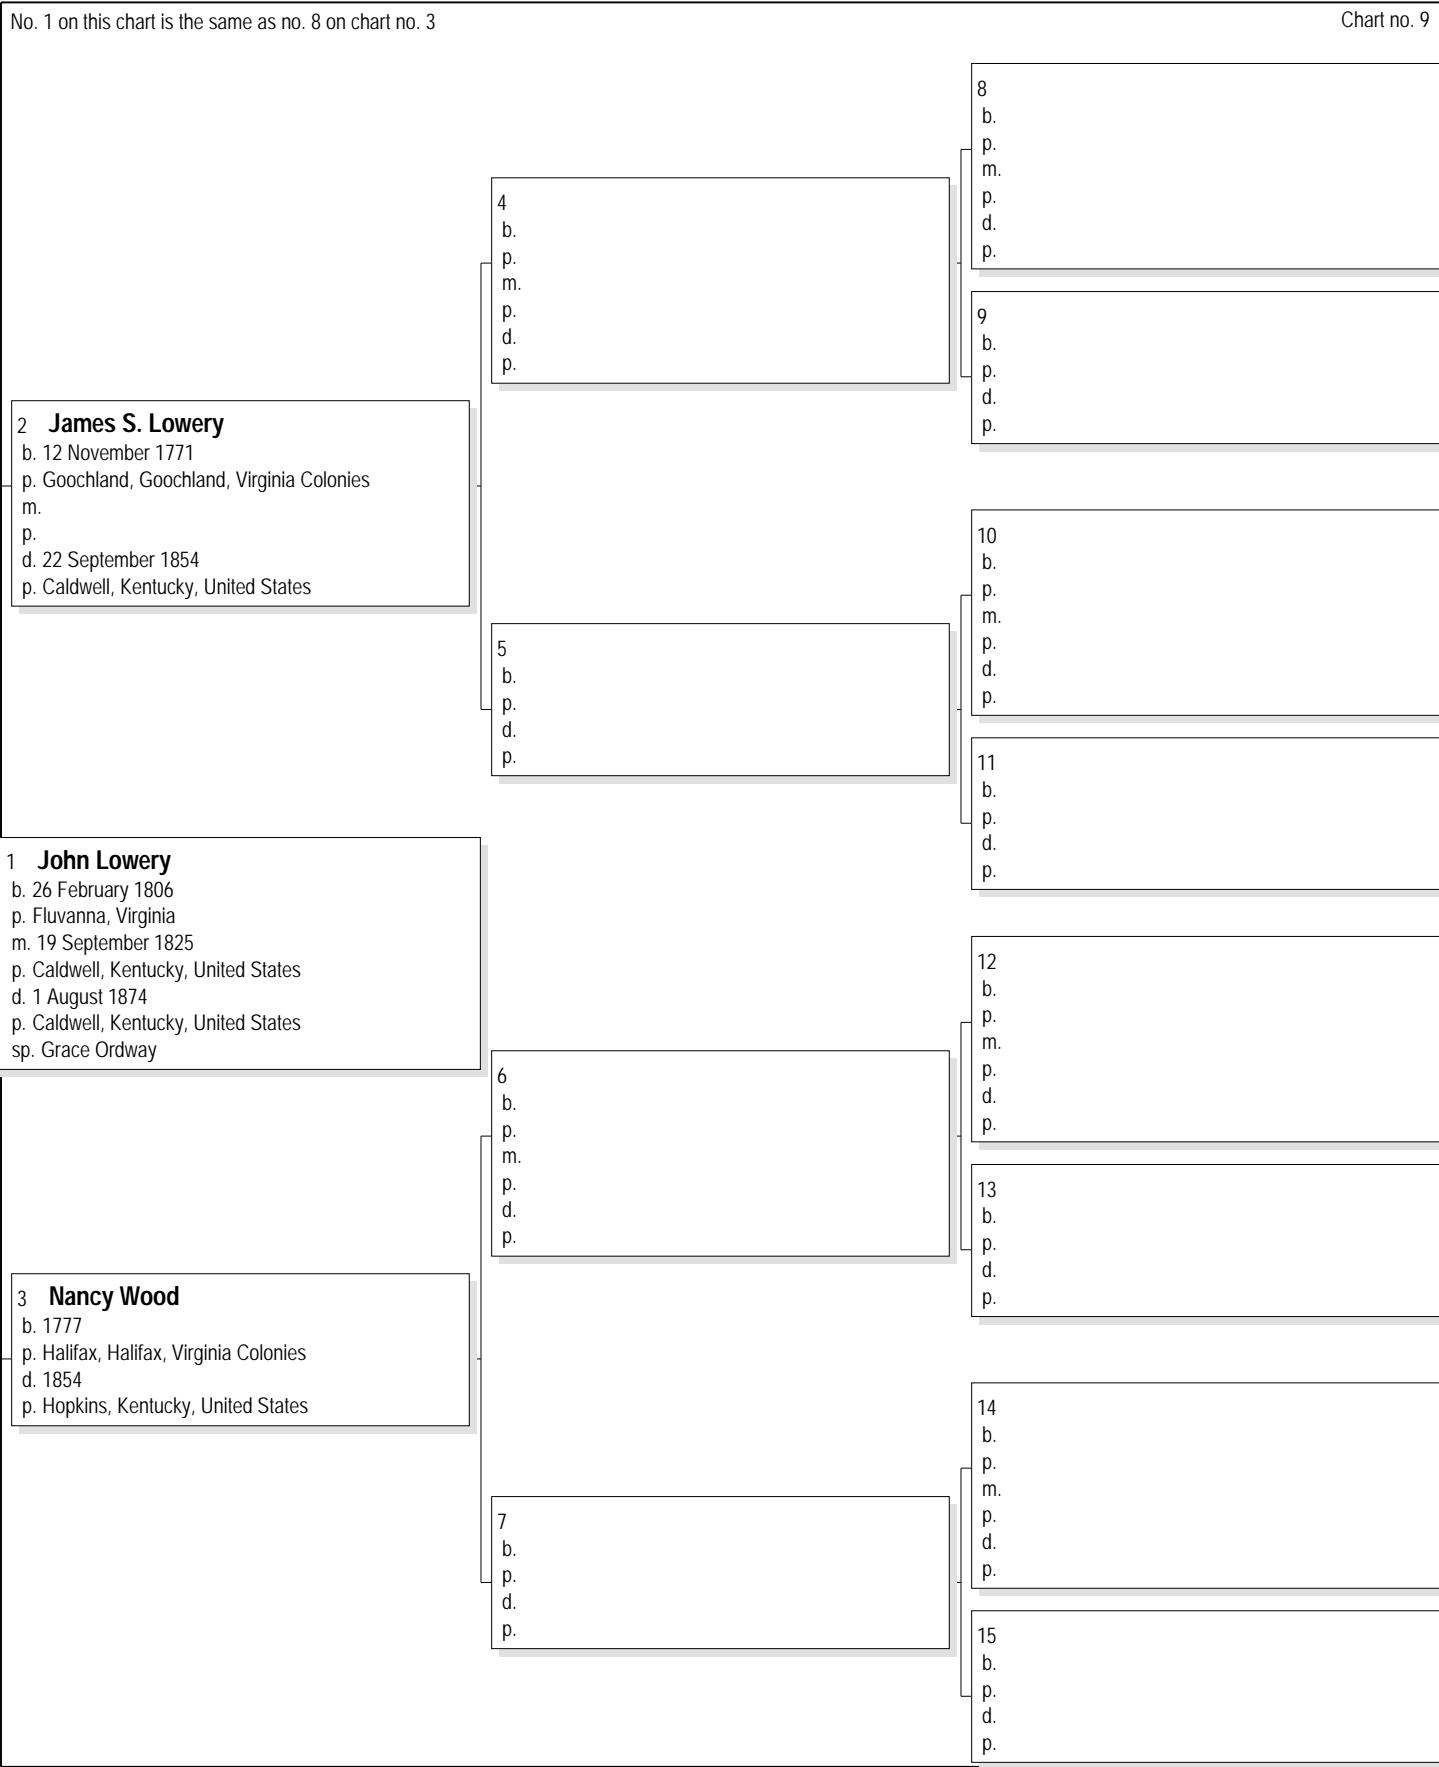 No. 1 on this chart is the same as no. 8 on chart no. 3
Chart no. 9
8
b.
p.
m.
p.
d.
p.
4
b.
p.
m.
p.
d.
p.
9
b.
p.
d.
p.
2 James S. Lowery
b. 12 November 1771
p. Goochland, Goochland, Virginia Colonies
m.
p.
d. 22 September 1854
p. Caldwell, Kentucky, United States
10
b.
p.
m.
p.
d.
p.
5
b.
p.
d.
p.
11
b.
p.
d.
p.
1 John Lowery
b. 26 February 1806
p. Fluvanna, Virginia
m. 19 September 1825
p. Caldwell, Kentucky, United States
d. 1 August 1874
p. Caldwell, Kentucky, United States
sp. Grace Ordway
12
b.
p.
m.
p.
d.
p.
6
b.
p.
m.
p.
d.
p.
13
b.
p.
d.
p.
3 Nancy Wood
b. 1777
p. Halifax, Halifax, Virginia Colonies
d. 1854
p. Hopkins, Kentucky, United States
14
b.
p.
m.
p.
d.
p.
7
b.
p.
d.
p.
15
b.
p.
d.
p.